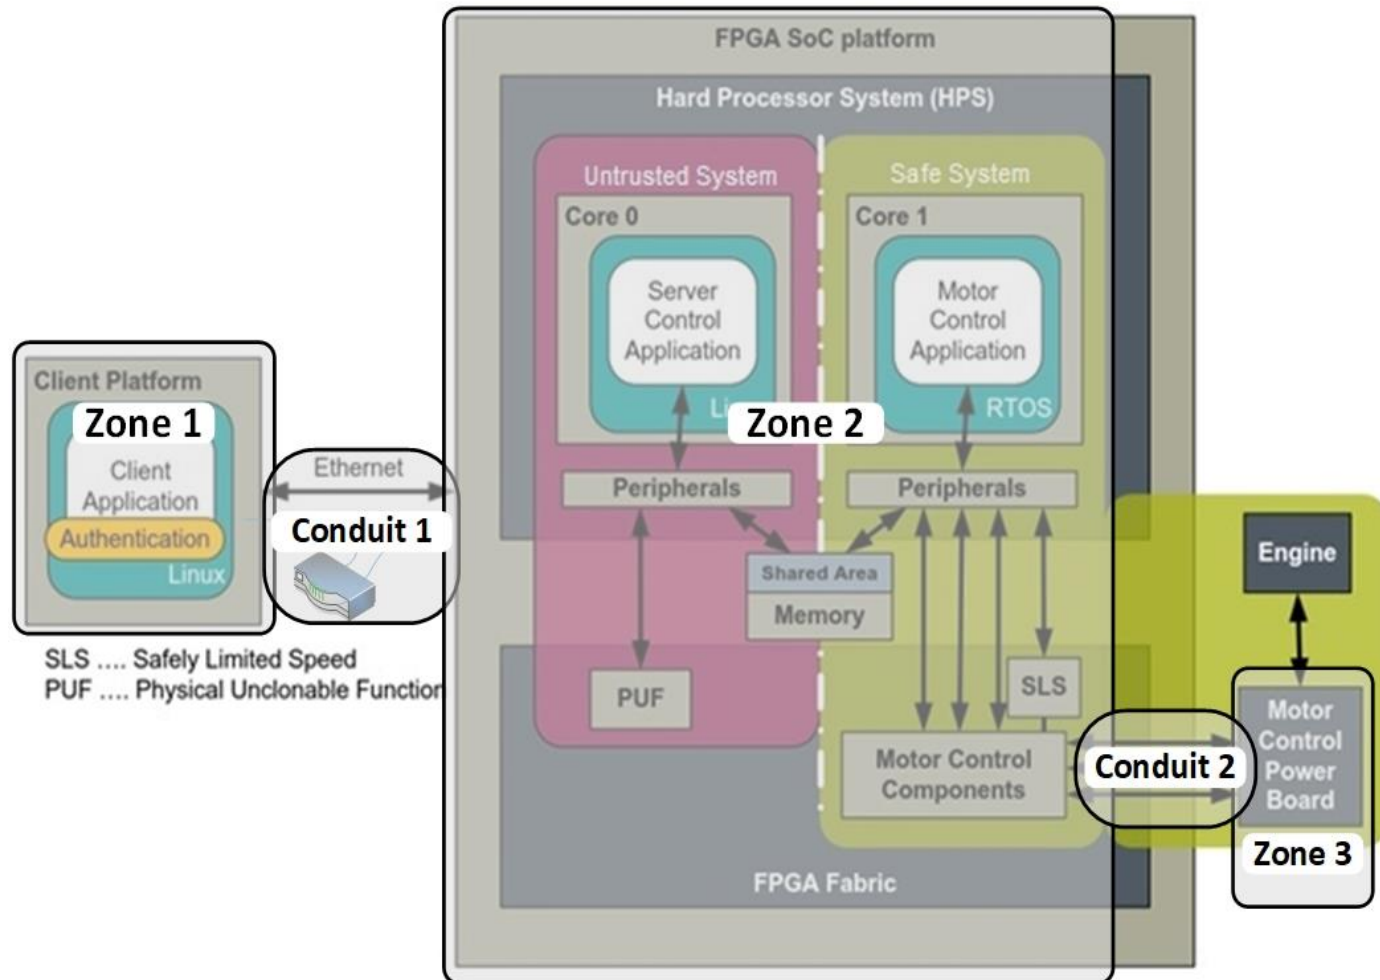 FPGA SoC platform
Hard Processor System (HPS)
Untrusted System
Safe System
Core 0
Core 1
Server
Control
Application
Motor
Control
Application
RTOS
Zone 2
Peripherals
Peripherals
Shared Area
Memory
PUF
SLS
Motor Control
Components
FPGA Fabric
Client Platform
Zone 1
Client
Application
Authentication
Linux
Ethernet
Conduit 1
SLS .... Safely Limited Speed
PUF .... Physical Unclonable Function
Engine
Motor
Control
Power
Board
Conduit 2
Zone 3